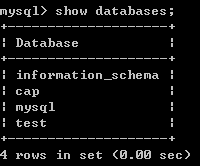 mysql> show databases;
+--------------------+
| Database           |
+--------------------+
| information_schema |
| cap                |
| mysql              |
| test               |
+--------------------+
4 rows in set (0.00 sec)